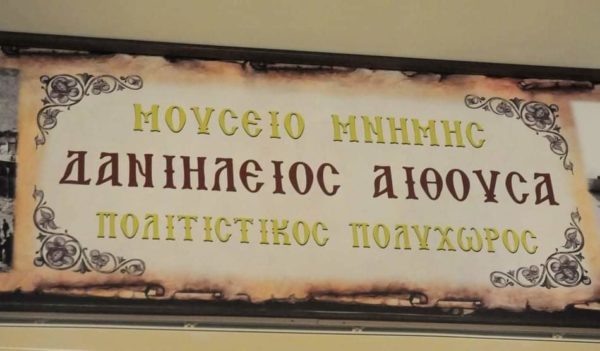 ΜΟΥΣΕΙΟ ΜΝΗΜΗΣ
ΔΑΝΙΗΛΕΙΟΣ ΑΙΘΟΥΣΑ
ΠΟΛΙΤΙΣΤΙΚΟΣ ΠΟΛΥΧΩΡΟΣ